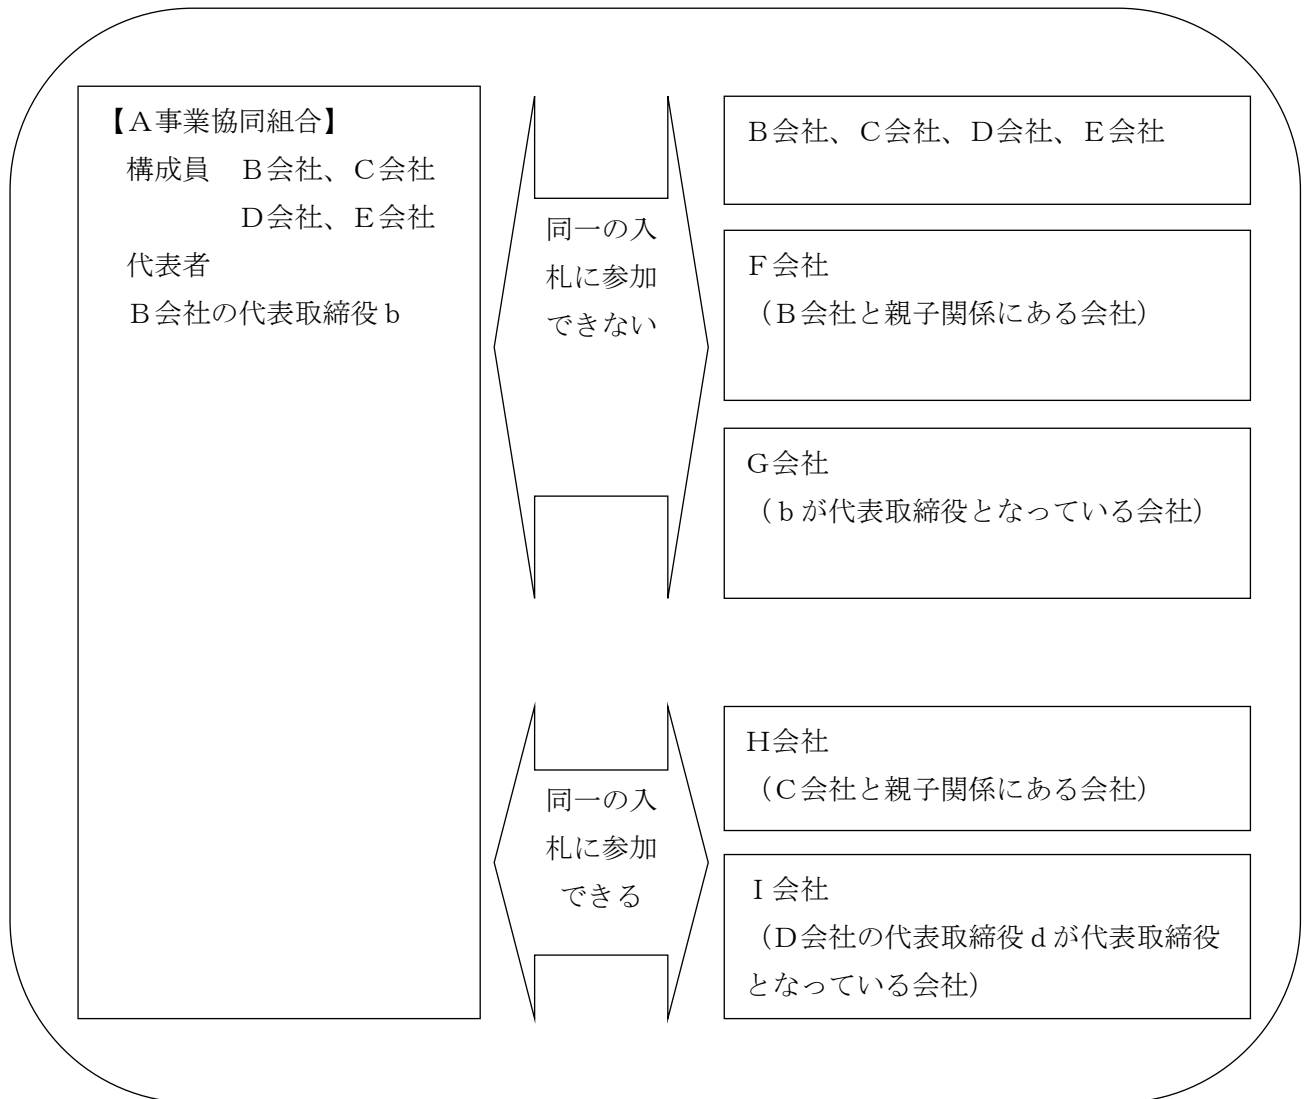 【Ａ事業協同組合】
構成員　Ｂ会社、Ｃ会社
Ｄ会社、Ｅ会社
代表者
Ｂ会社の代表取締役ｂ
同一の入
札に参加
できない
Ｂ会社、Ｃ会社、Ｄ会社、Ｅ会社
Ｆ会社
（Ｂ会社と親子関係にある会社）
Ｇ会社
（ｂが代表取締役となっている会社）
同一の入
札に参加
できる
Ｈ会社
（Ｃ会社と親子関係にある会社）
Ｉ会社
（Ｄ会社の代表取締役ｄが代表取締役
となっている会社）